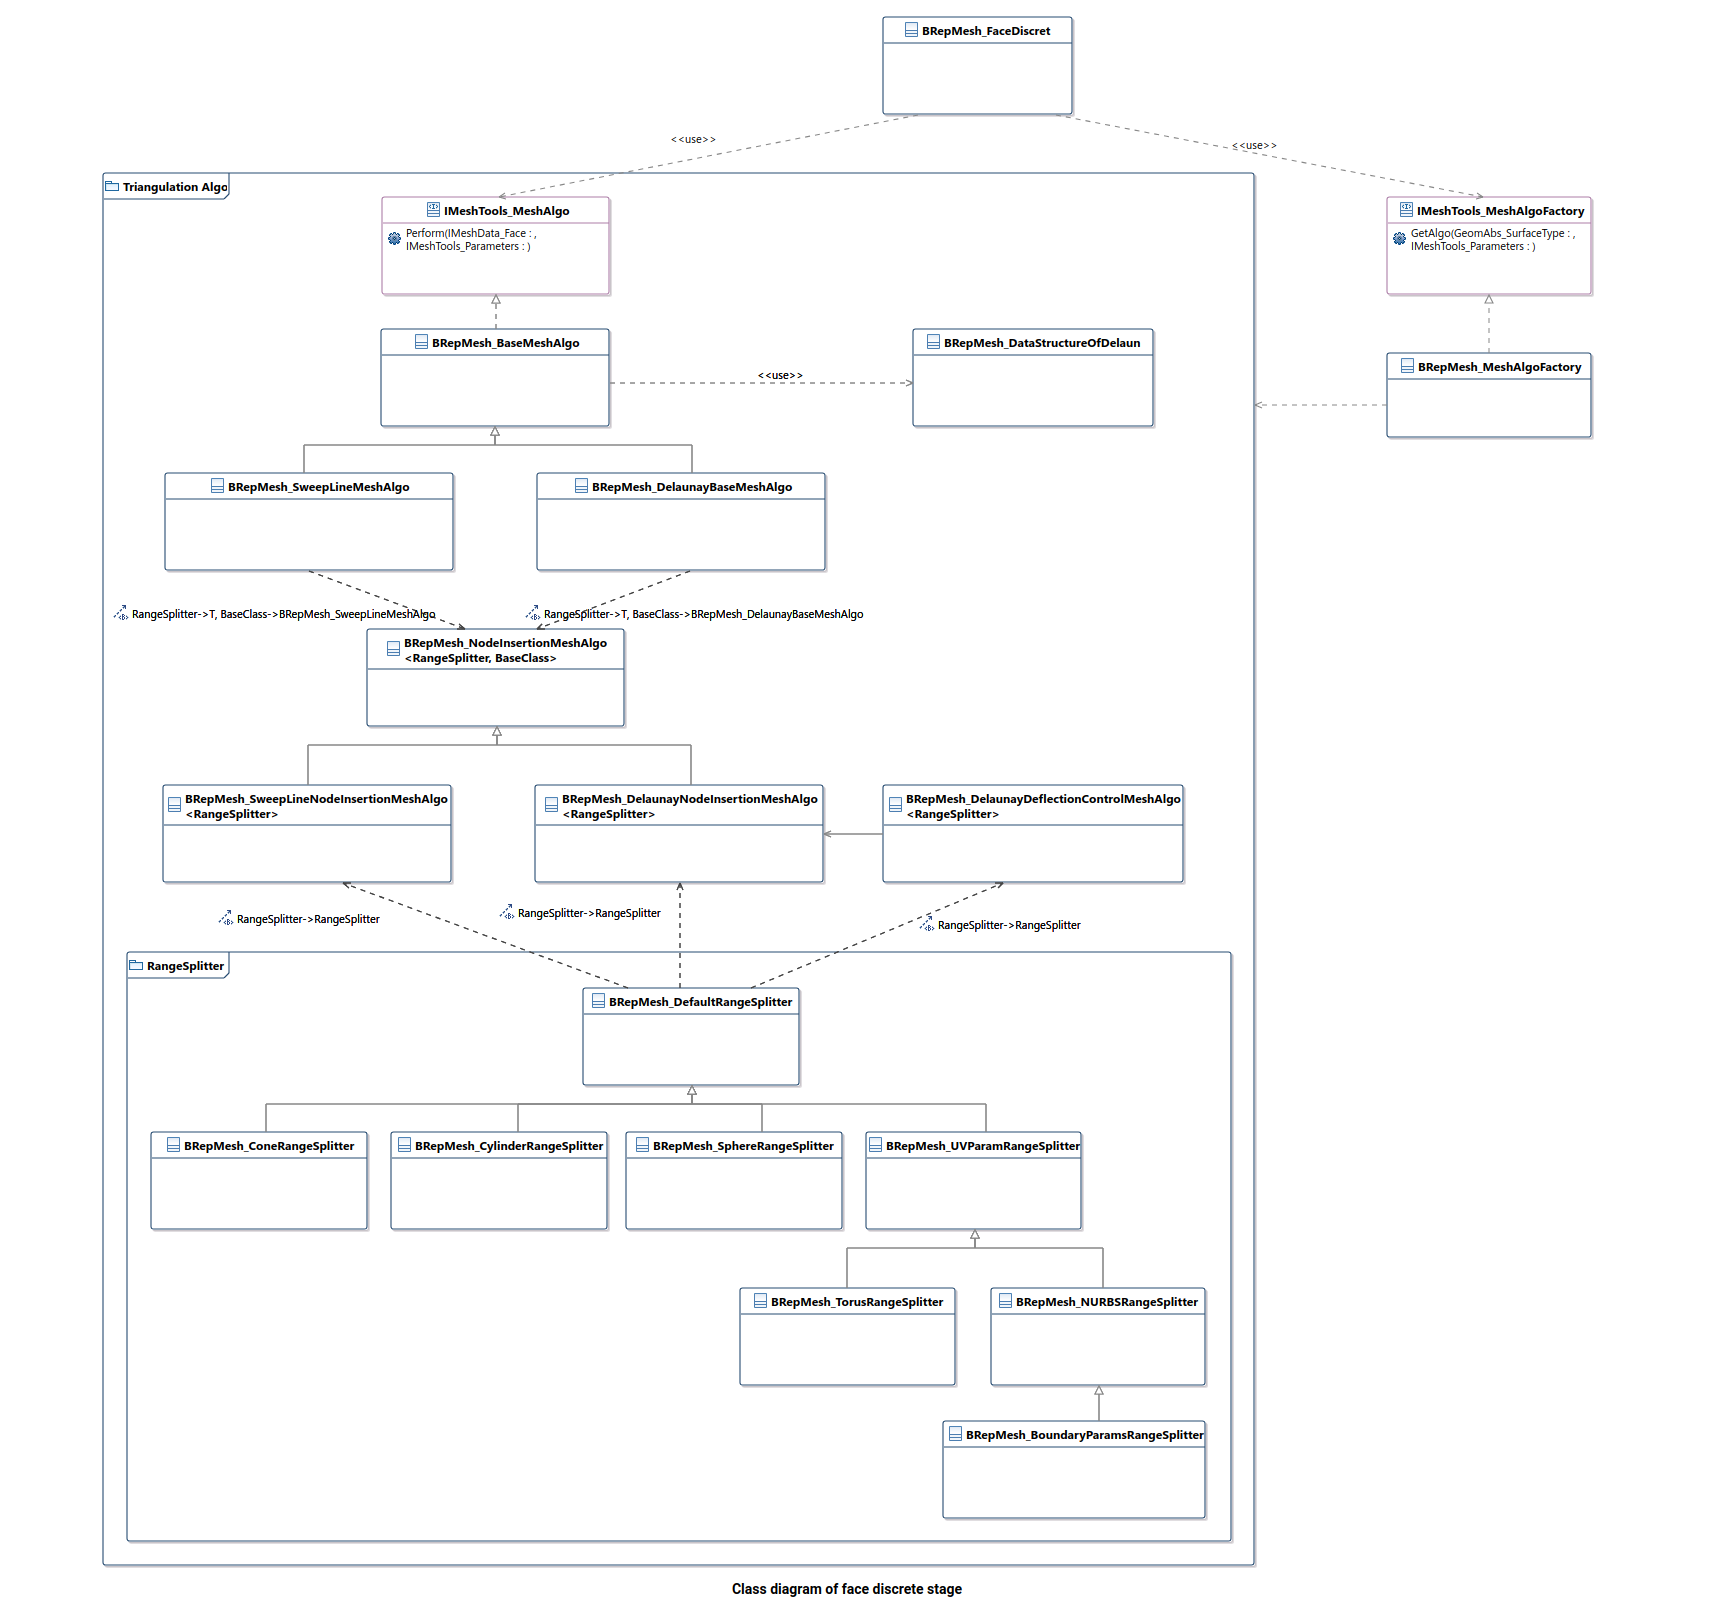 BRepMesh_FaceDiscret
<<use>>
<<use>>
Triangulation Algo
IMeshTools_MeshAlgo
Perform(IMeshData_Face : ,
IMeshTools_Parameters : )
IMeshTools_MeshAlgoFactory
GetAlgo(GeomAbs_SurfaceType : ,
IMeshTools_Parameters : )
BRepMesh_BaseMeshAlgo
<<use>>
BRepMesh_DataStructureOfDelaun
BRepMesh_MeshAlgoFactory
BRepMesh_SweepLineMeshAlgo
BRepMesh_DelaunayBaseMeshAlgo
RangeSplitter->T, BaseClass->BRepMesh_SweepLineMeshAlgo
RangeSplitter->T, BaseClass->BRepMesh_DelaunayBaseMeshAlgo
BRepMesh_NodeInsertionMeshAlgo
<RangeSplitter, BaseClass>
BRepMesh_SweepLineNodeInsertionMeshAlgo
<RangeSplitter>
BRepMesh_DelaunayNodeInsertionMeshAlgo
<RangeSplitter>
BRepMesh_DelaunayDeflectionControlMeshAlgo
<RangeSplitter>
RangeSplitter->RangeSplitter
RangeSplitter->RangeSplitter
RangeSplitter->RangeSplitter
RangeSplitter
BRepMesh_DefaultRangeSplitter
BRepMesh_ConeRangeSplitter
BRepMesh_CylinderRangeSplitter
BRepMesh_SphereRangeSplitter
BRepMesh_UVParamRangeSplitter
BRepMesh_TorusRangeSplitter
BRepMesh_NURBSRangeSplitter
BRepMesh_BoundaryParamsRangeSplitter
Class diagram of face discrete stage